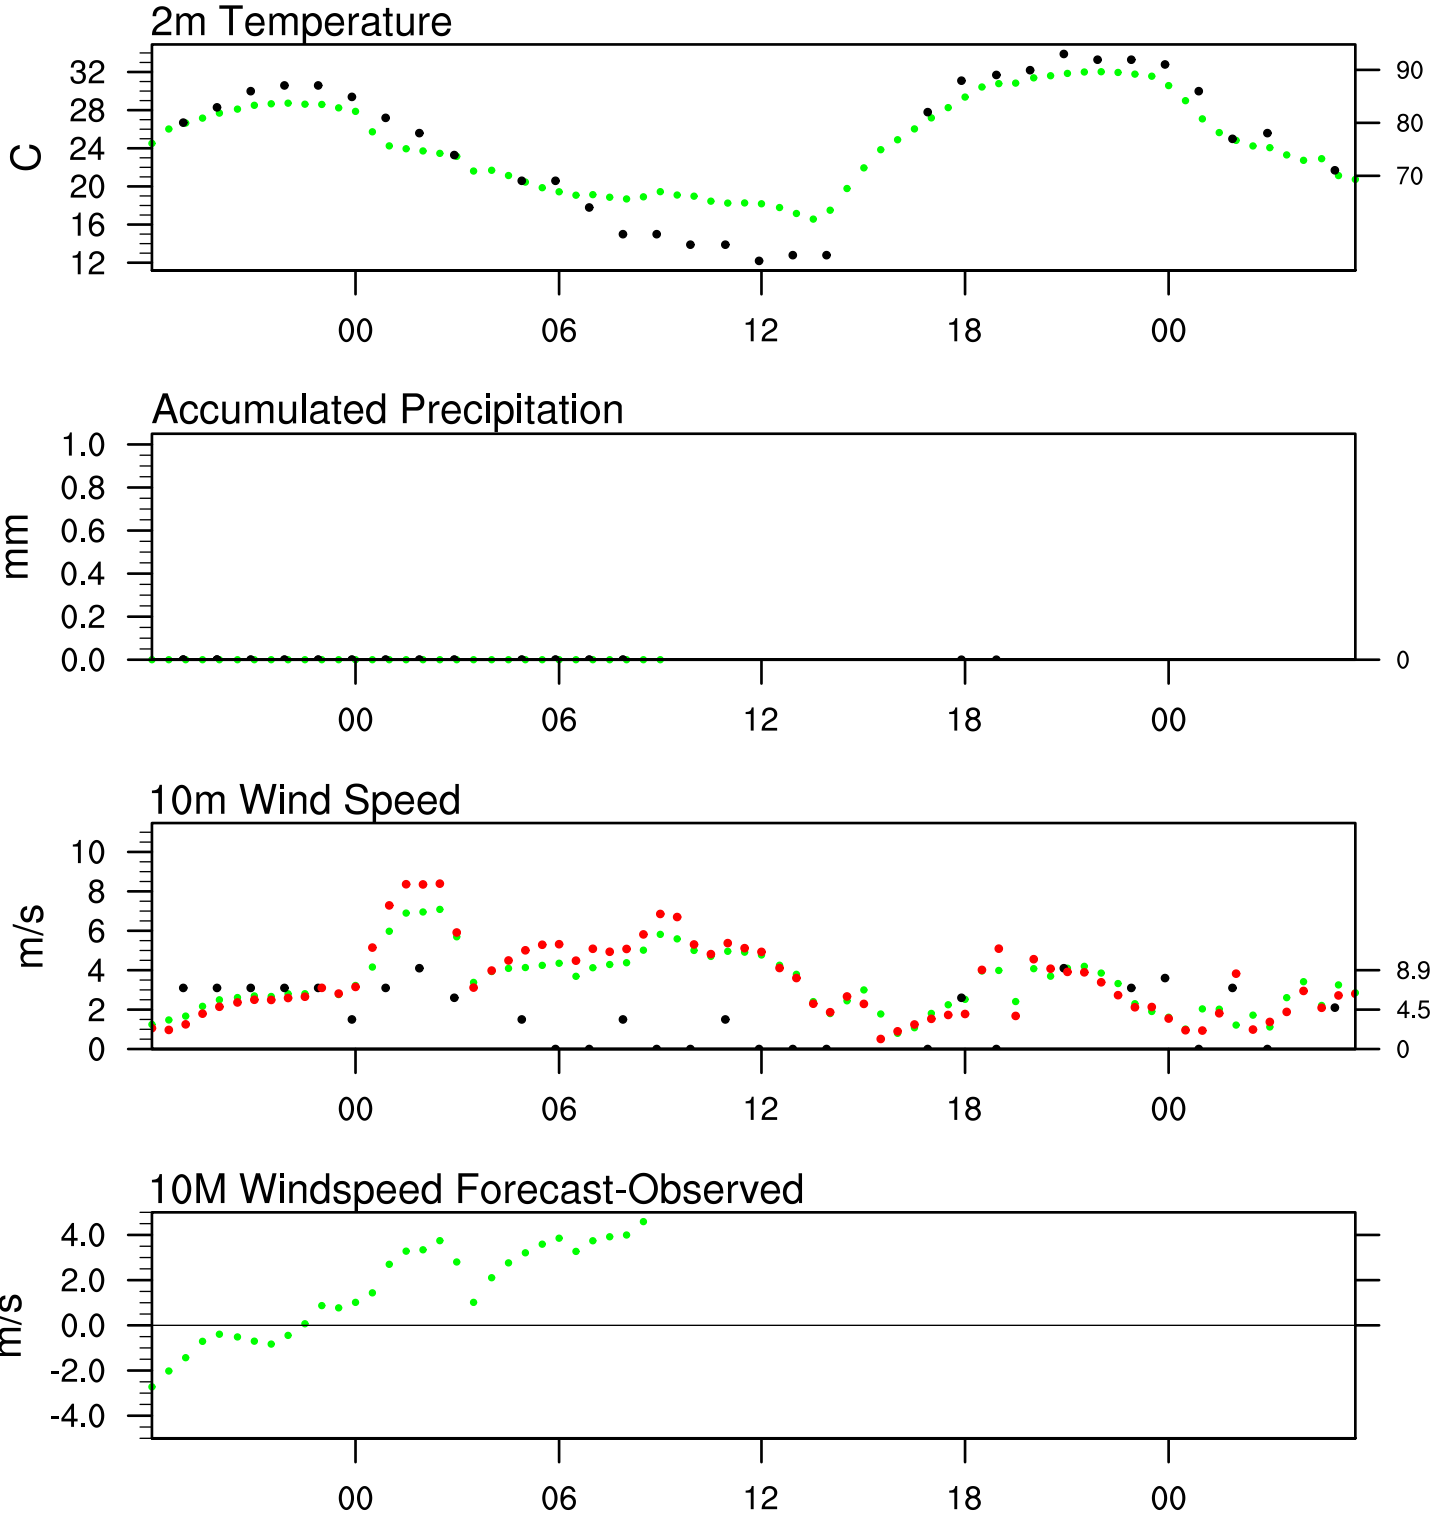 2m Temperature
32
28
24
20
16
12
C
90
80
70
00 06 12 18 00
Accumulated Precipitation
1.0
0.8
0.6
0.4
0.2
0.0
mm
0
00 06 12 18 00
10m Wind Speed
10
8
6
4
2
0
m/s
8.9
4.5
0
00 06 12 18 00
10M Windspeed Forecast-Observed
4.0
2.0
0.0
-2.0
-4.0
m/s
00 06 12 18 00